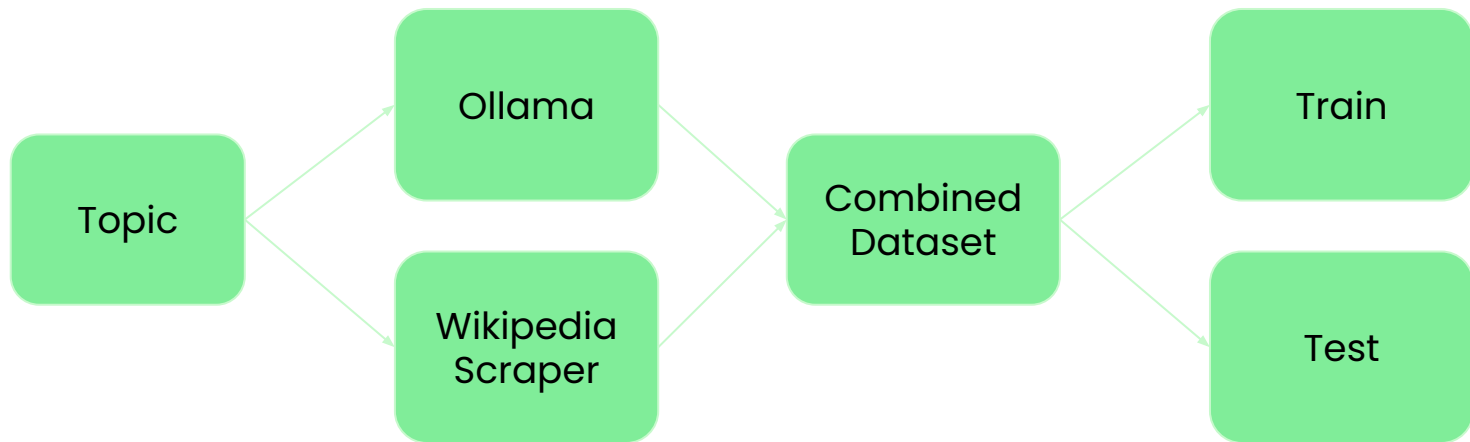 Topic
Ollama
Wikipedia
Scraper
Combined
Dataset
Train
Test